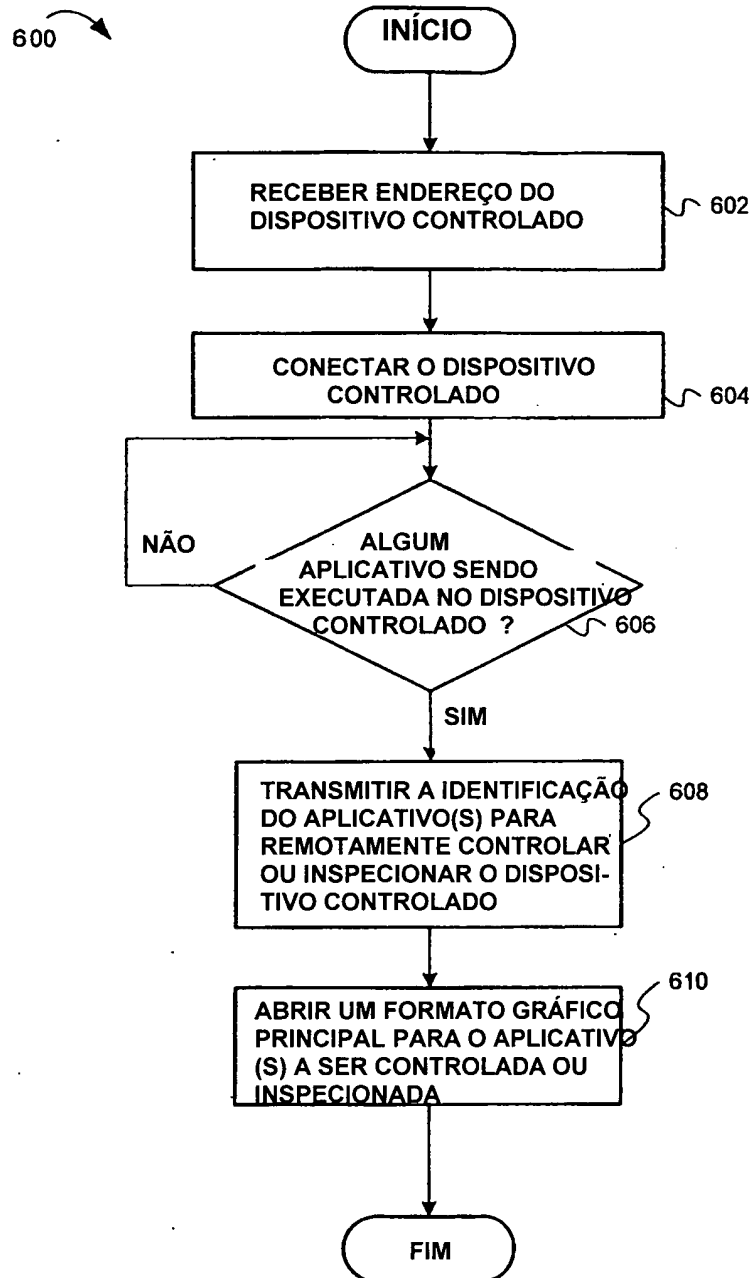 600
INÍCIO
RECEBER ENDEREÇO DO
DISPOSITIVO CONTROLADO
602
CONECTAR O DISPOSITIVO
CONTROLADO
604
NÃO
ALGUM
APLICATIVO SENDO
EXECUTADA NO DISPOSITIVO
CONTROLADO ?
606
SIM
TRANSMITIR A IDENTIFICAÇÃO
DO APLICATIVO(S) PARA
REMOTAMENTE CONTROLAR
OU INSPECIONAR O DISPOSI-
TIVO CONTROLADO
608
ABRIR UM FORMATO GRÁFICO
PRINCIPAL PARA O APLICATIVO
(S) A SER CONTROLADA OU
INSPECIONADA
610
FIM